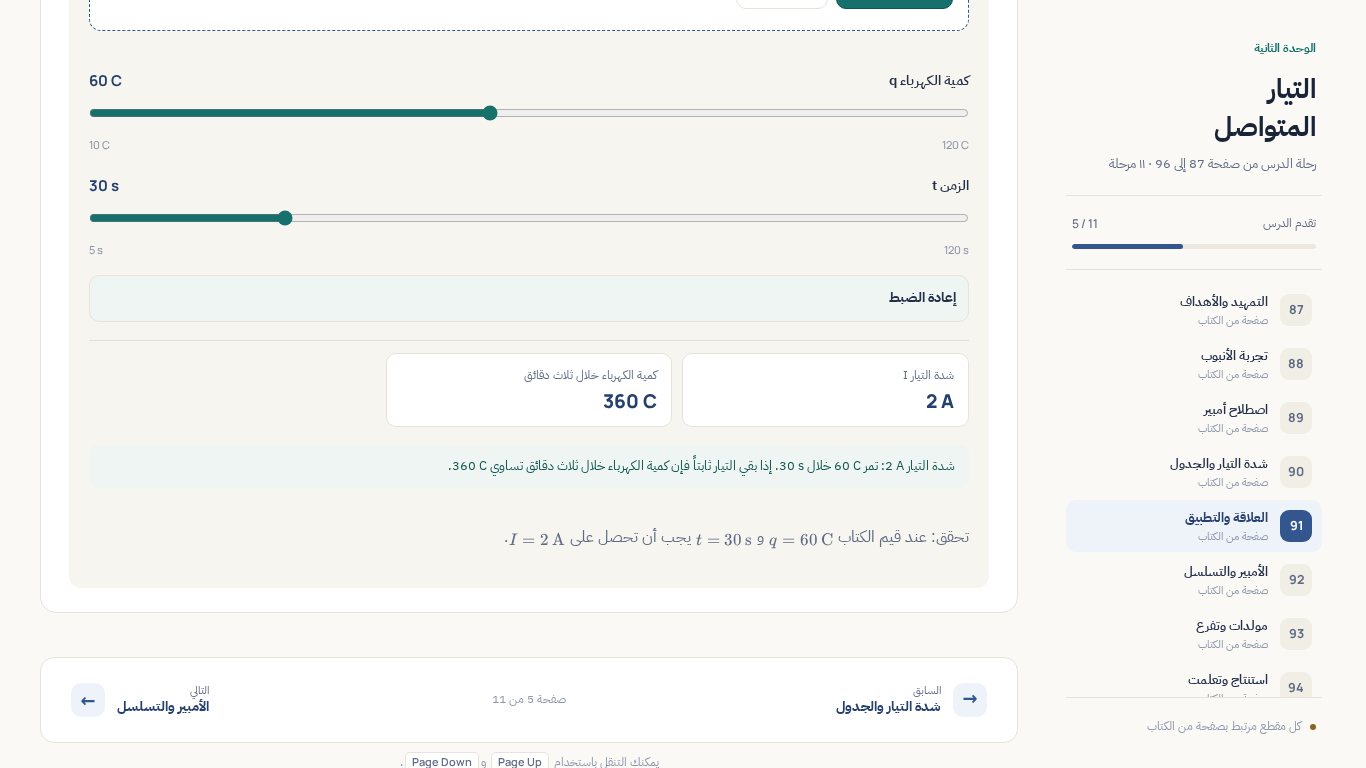 الوحدة الثانية
التيار
المتواصل
رحلة الدرس من صفحة 87 إلى 96 · ١١ مرحلة
تقدم الدرس
5 / 11
87
التمهيد والأهداف
صفحة من الكتاب
88
تجربة الأنبوب
صفحة من الكتاب
89
اصطلاح أمبير
صفحة من الكتاب
90
شدة التيار والجدول
صفحة من الكتاب
91
العلاقة والتطبيق
صفحة من الكتاب
92
الأمبير والتسلسل
صفحة من الكتاب
93
مولدات وتفرع
صفحة من الكتاب
94
استنتاج وتعلمت
كل مقطع مرتبط بصفحة من الكتاب
كمية الكهرباء q
60 C
10 C
120 C
الزمن t
30 s
5 s
120 s
إعادة الضبط
شدة التيار I
2 A
كمية الكهرباء خلال ثلاث دقائق
360 C
شدة التيار 2 A: تمر 60 C خلال 30 s. إذا بقي التيار ثابتاً فإن كمية الكهرباء خلال ثلاث دقائق تساوي 360 C.
تحقق: عند قيم الكتاب q = 60 C و t = 30 s يجب أن تحصل على I = 2 A.
→
السابق
شدة التيار والجدول
صفحة 5 من 11
التالي
الأمبير والتسلسل
←
يمكنك التنقل باستخدام Page Up و Page Down .